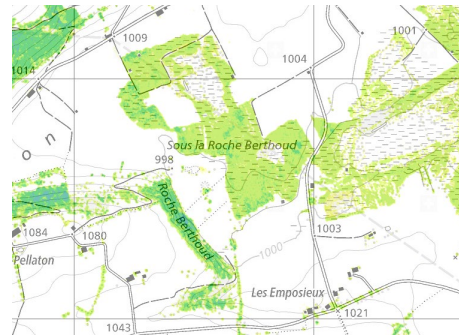 1009
1004
1001
1014
o
n
Sous la Roche Berthoud
998
Roche Berthoud
1084
1080
1003
1000
Pellaton
Les Emposieux
1021
1043